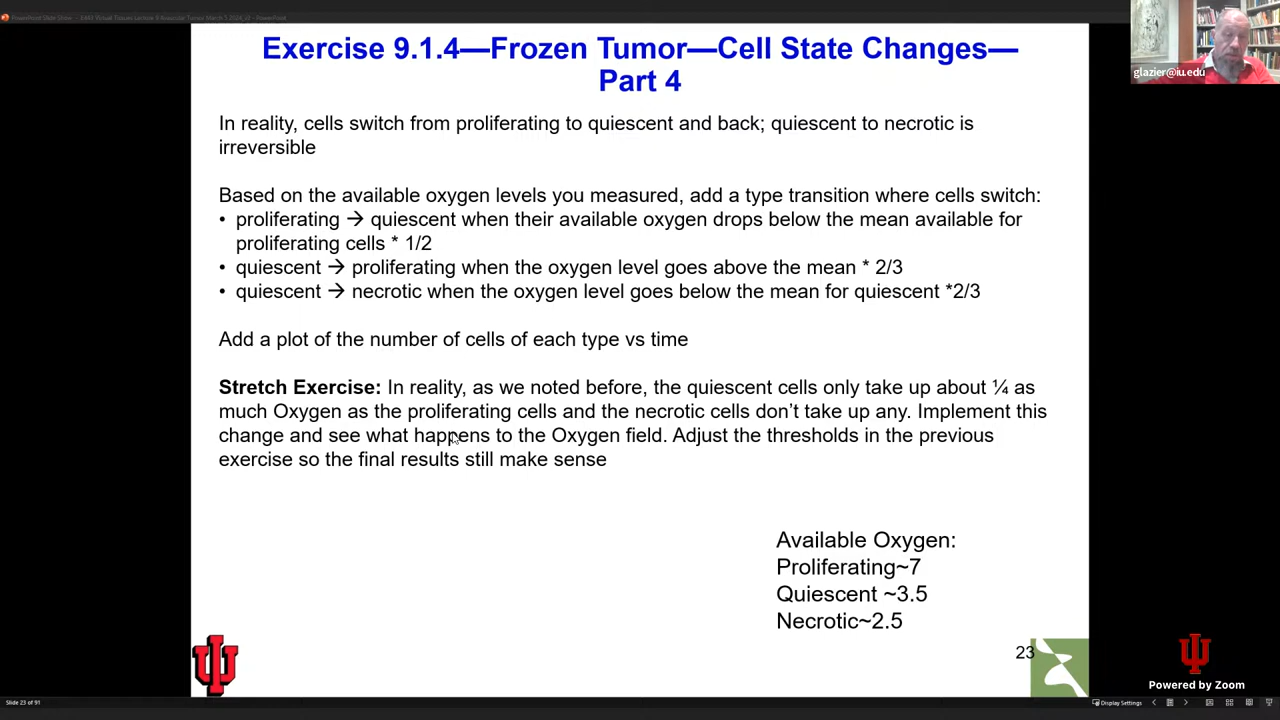 Exercise 9.1.4—Frozen Tumor—Cell State Changes—
Part 4
glazier@iu.edu
In reality, cells switch from proliferating to quiescent and back; quiescent to necrotic is
irreversible
Based on the available oxygen levels you measured, add a type transition where cells switch:
• proliferating → quiescent when their available oxygen drops below the mean available for
proliferating cells * 1/2
• quiescent → proliferating when the oxygen level goes above the mean * 2/3
• quiescent → necrotic when the oxygen level goes below the mean for quiescent *2/3
Add a plot of the number of cells of each type vs time
Stretch Exercise: In reality, as we noted before, the quiescent cells only take up about ¼ as
much Oxygen as the proliferating cells and the necrotic cells don’t take up any. Implement this
change and see what happens to the Oxygen field. Adjust the thresholds in the previous
exercise so the final results still make sense
Available Oxygen:
Proliferating~7
Quiescent ~3.5
Necrotic~2.5
23
Powered by Zoom
Slide 23 of 91
Display Settings